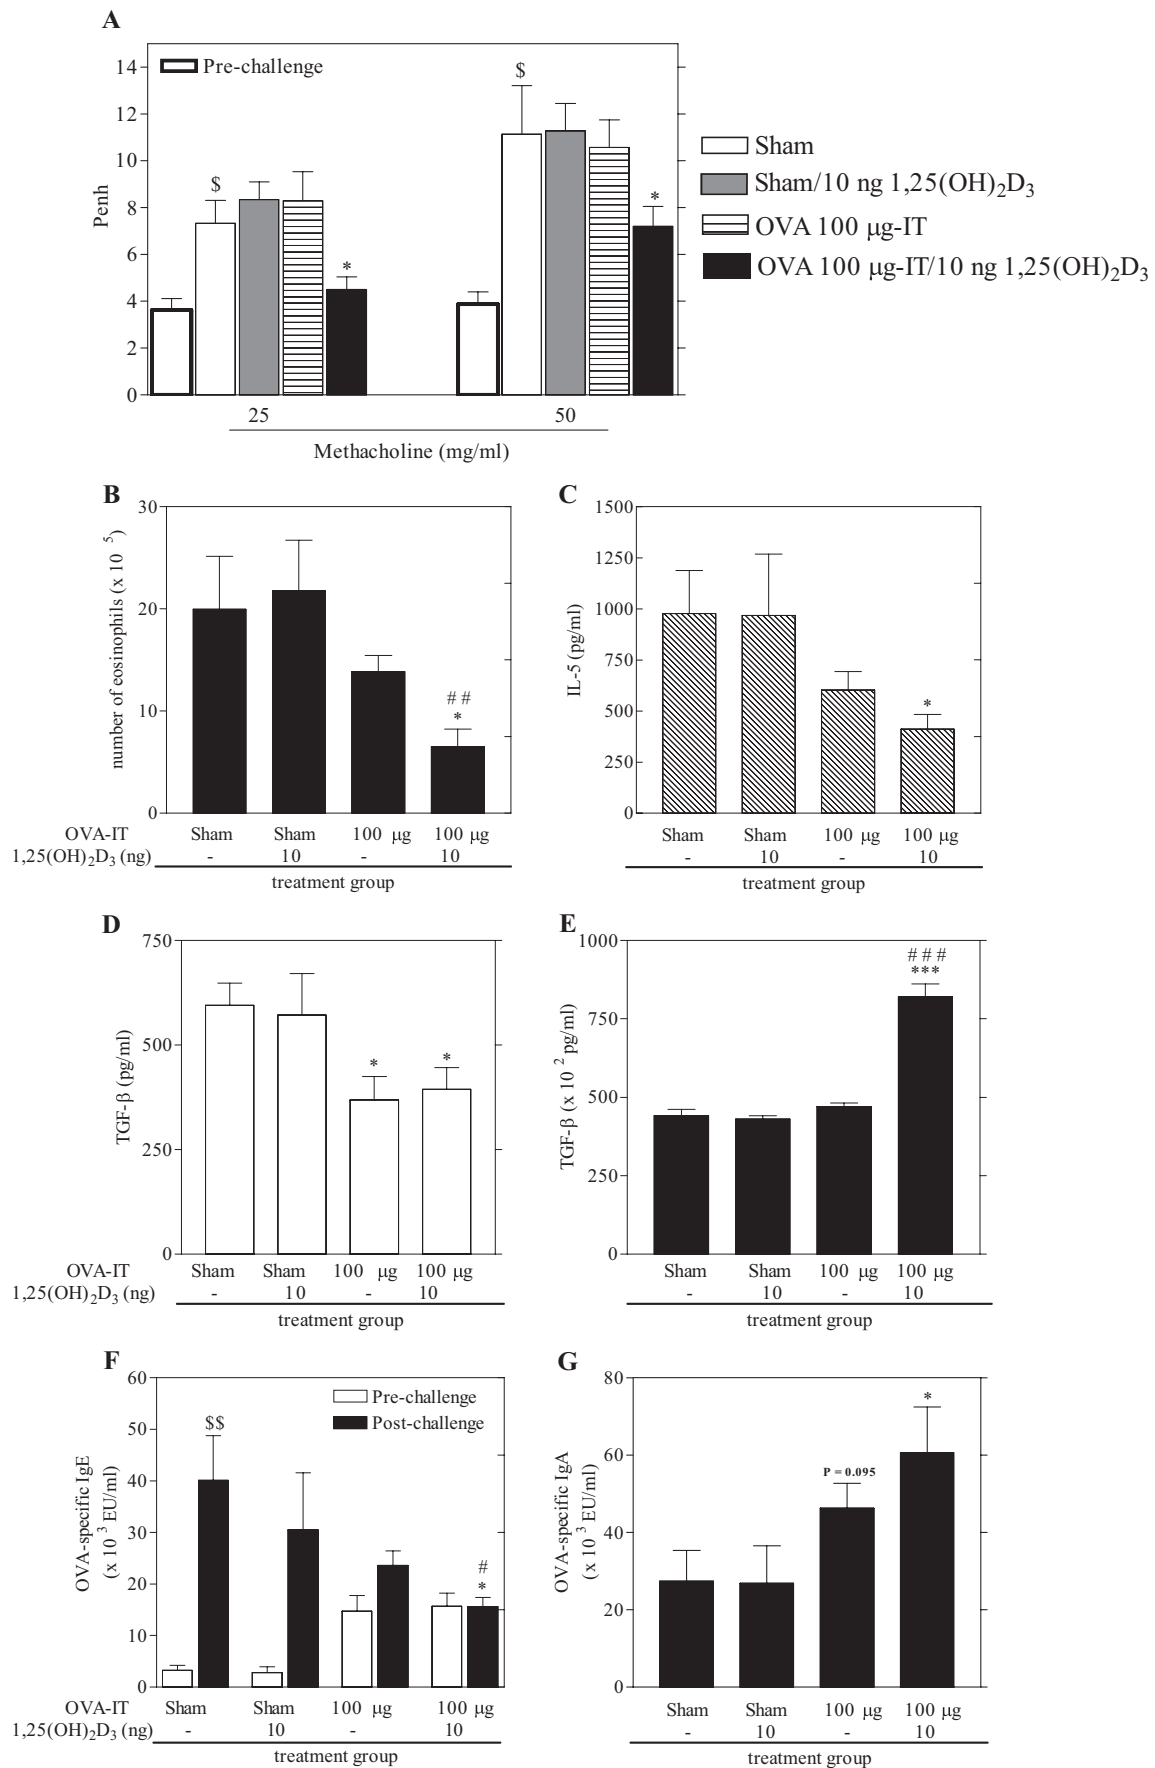 A
14
12
10
8
6
4
2
0
Penh
Pre-challenge
$
*
$
*
25
50
Methacholine (mg/ml)
Sham
Sham/10 ng 1,25(OH)₂D₃
OVA 100 μg-IT
OVA 100 μg-IT/10 ng 1,25(OH)₂D₃
B
30
20
10
0
number of eosinophils (x 10 ⁵)
# #
*
OVA-IT Sham Sham 100 μg 100 μg
1,25(OH)₂D₃ (ng) - 10 - 10
treatment group
C
1500
1250
1000
750
500
250
0
IL-5 (pg/ml)
*
Sham Sham 100 μg 100 μg
- 10 - 10
treatment group
D
750
500
250
0
TGF-β (pg/ml)
*
*
OVA-IT Sham Sham 100 μg 100 μg
1,25(OH)₂D₃ (ng) - 10 - 10
treatment group
E
1000
750
500
250
0
TGF-β (x 10 ² pg/ml)
# # #
***
Sham Sham 100 μg 100 μg
- 10 - 10
treatment group
F
60
50
40
30
20
10
0
OVA-specific IgE
(x 10 ³ EU/ml)
Pre-challenge
Post-challenge
$$
#
*
OVA-IT Sham Sham 100 μg 100 μg
1,25(OH)₂D₃ (ng) - 10 - 10
treatment group
G
80
60
40
20
0
OVA-specific IgA
(x 10 ³ EU/ml)
P = 0.095
*
Sham Sham 100 μg 100 μg
- 10 - 10
treatment group